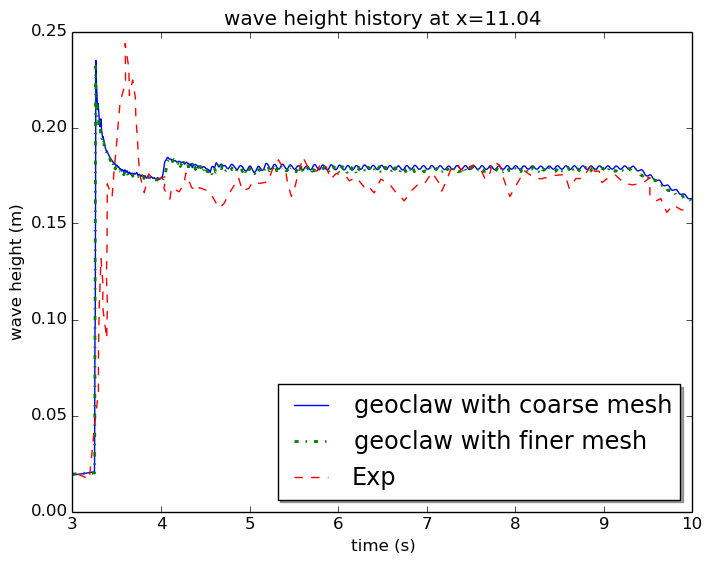 wave height history at x=11.04
0.25
0.20
0.15
0.10
0.05
0.00
wave height (m)
geoclaw with coarse mesh
geoclaw with finer mesh
Exp
3 4 5 6 7 8 9 10
time (s)